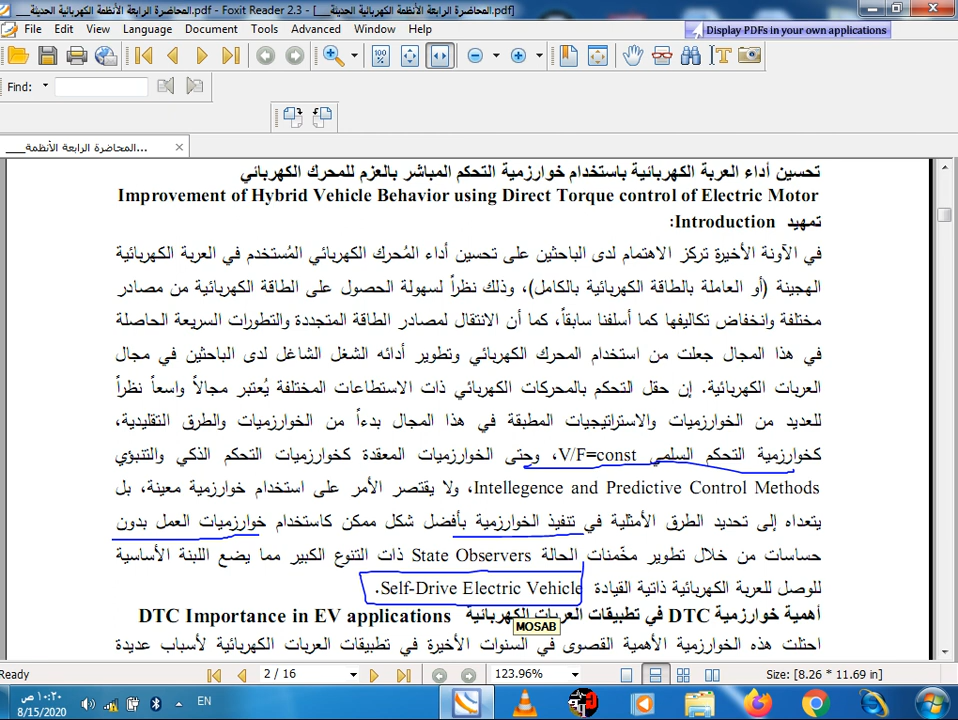 المحاضرة الرابعة الأنظمة الكهربائية الحديثة__.pdf - Foxit Reader 2.3 - [__المحاضرة الرابعة الأنظمة الكهربائية الحديثة.pdf]
File Edit View Language Document Tools Advanced Window Help
Display PDFs in your own applications
Find:
المحاضرة الرابعة الأنظمة...___
تحسين أداء العربة الكهربائية باستخدام خوارزمية التحكم المباشر بالعزم للمحرك الكهربائي
Improvement of Hybrid Vehicle Behavior using Direct Torque control of Electric Motor
تمهيد Introduction:
في الآونة الأخيرة تركز الاهتمام لدى الباحثين على تحسين أداء المُحرك الكهربائي المُستخدم في العربة الكهربائية
الهجينة (أو العاملة بالطاقة الكهربائية بالكامل)، وذلك نظراً لسهولة الحصول على الطاقة الكهربائية من مصادر
مختلفة وانخفاض تكاليفها كما أسلفنا سابقاً، كما أن الانتقال لمصادر الطاقة المتجددة والتطورات السريعة الحاصلة
في هذا المجال جعلت من استخدام المحرك الكهربائي وتطوير أدائه الشغل الشاغل لدى الباحثين في مجال
العربات الكهربائية. إن حقل التحكم بالمحركات الكهربائي ذات الاستطاعات المختلفة يُعتبر مجالاً واسعاً نظراً
للعديد من الخوارزميات والاستراتيجيات المطبقة في هذا المجال بدءاً من الخوارزميات والطرق التقليدية،
كخوارزمية التحكم السلمي V/F=const، وحتى الخوارزميات المعقدة كخوارزميات التحكم الذكي والتنبؤي
Intellegence and Predictive Control Methods، ولا يقتصر الأمر على استخدام خوارزمية معينة، بل
يتعداه إلى تحديد الطرق الأمثلية في تنفيذ الخوارزمية بأفضل شكل ممكن كاستخدام خوارزميات العمل بدون
حساسات من خلال تطوير مخّمنات الحالة State Observers ذات التنوع الكبير مما يضع اللبنة الأساسية
للوصل للعربة الكهربائية ذاتية القيادة Self-Drive Electric Vehicle.
أهمية خوارزمية DTC في تطبيقات العربات الكهربائية DTC Importance in EV applications
MOSAB
احتلت هذه الخوارزمية الأهمية القصوى في السنوات الأخيرة في تطبيقات العربات الكهربائية لأسباب عديدة
Ready 2 / 16 123.96% Size: [8.26 * 11.69 in]
١٠:٢٠ ص
8/15/2020
EN